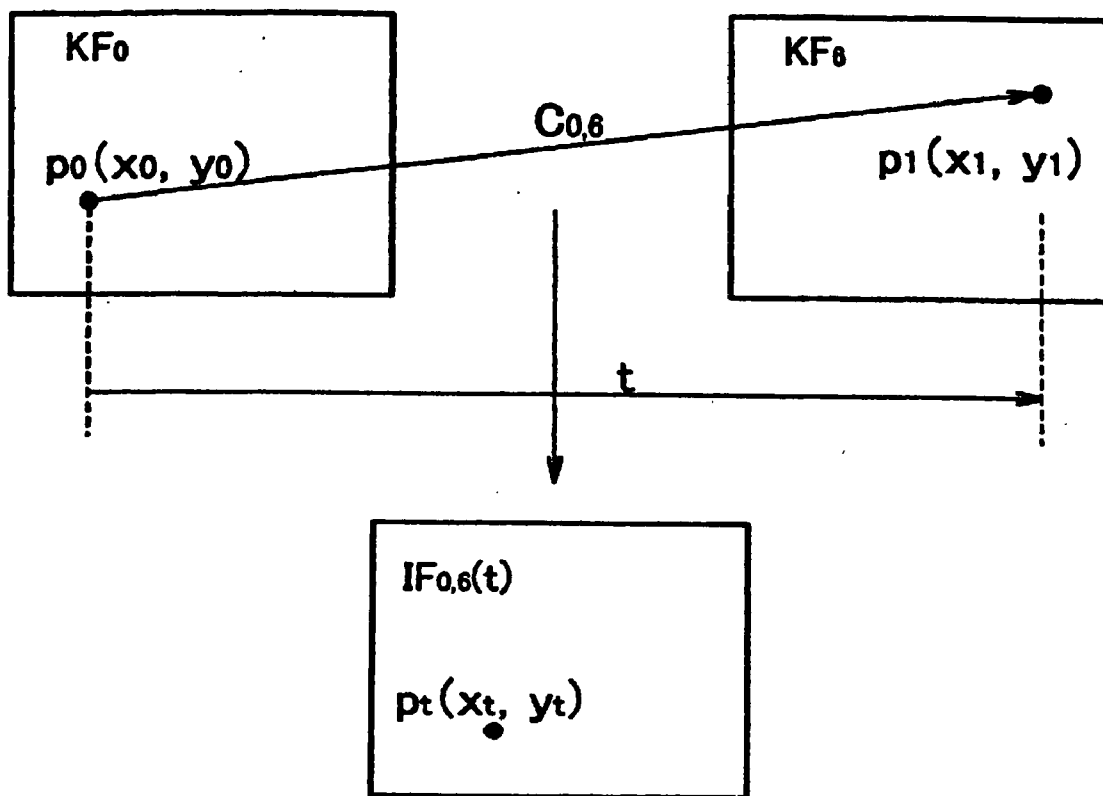 KF0
KF6
C0,6
p0(x0, y0)
p1(x1, y1)
t
IF0,6(t)
pt(xt, yt)